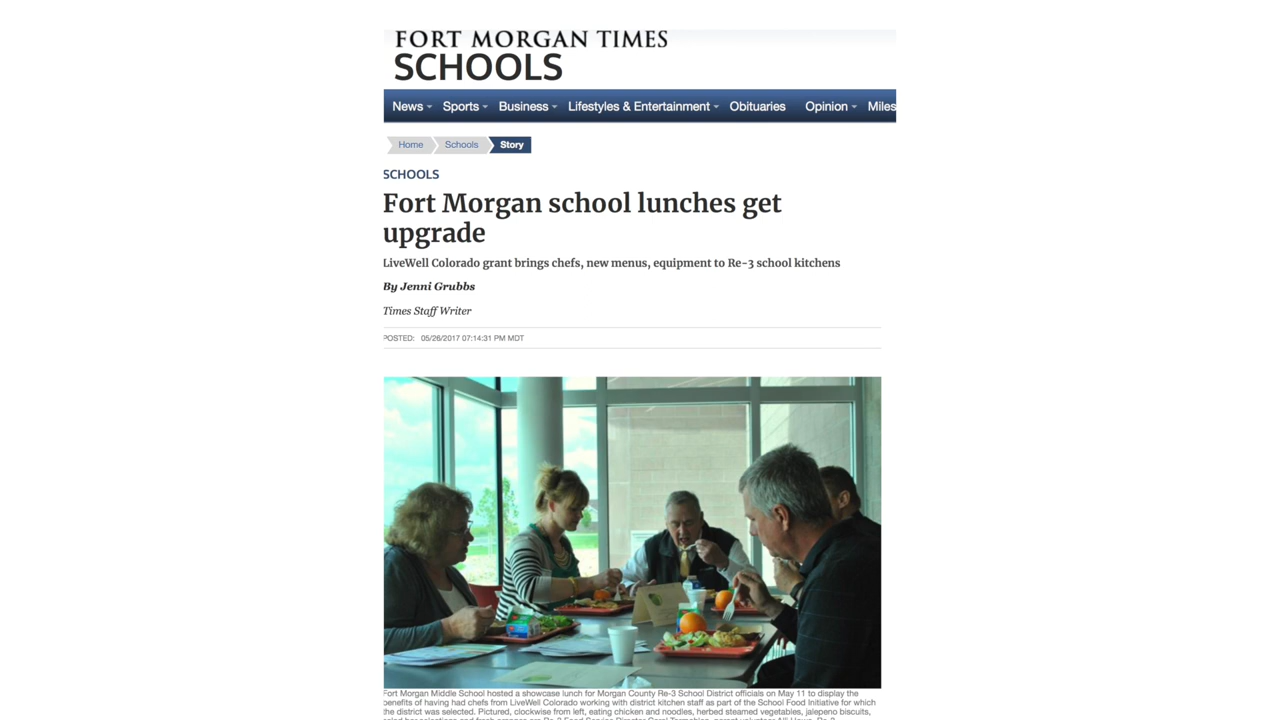 FORT MORGAN TIMES
SCHOOLS
News Sports Business Lifestyles & Entertainment Obituaries Opinion Miles
Home Schools Story
SCHOOLS
Fort Morgan school lunches get
upgrade
LiveWell Colorado grant brings chefs, new menus, equipment to Re-3 school kitchens
By Jenni Grubbs
Times Staff Writer
POSTED: 05/26/2017 07:14:31 PM MDT
Fort Morgan Middle School hosted a showcase lunch for Morgan County Re-3 School District officials on May 11 to display the
benefits of having had chefs from LiveWell Colorado working with district kitchen staff as part of the School Food Initiative for which
the district was selected. Pictured, clockwise from left, eating chicken and noodles, herbed steamed vegetables, jalepeno biscuits,